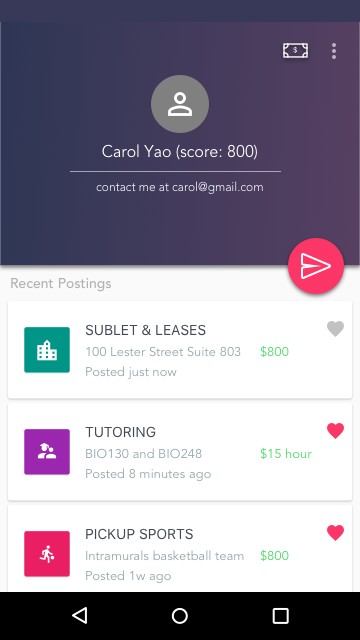 $
Carol Yao (score: 800)
contact me at carol@gmail.com
Recent Postings
SUBLET & LEASES
100 Lester Street Suite 803 $800
Posted just now
TUTORING
BIO130 and BIO248 $15 hour
Posted 8 minutes ago
PICKUP SPORTS
Intramurals basketball team $800
Posted 1w ago